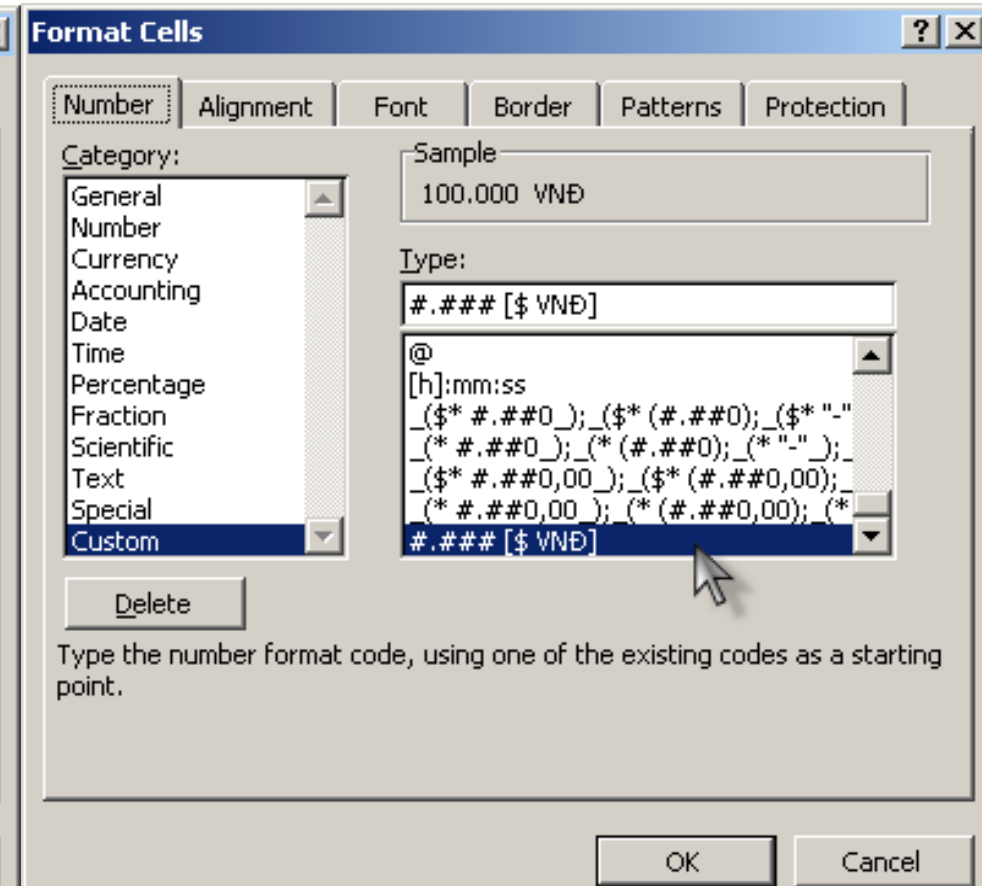 Format Cells
Number Alignment Font Border Patterns Protection
Category:
General
Number
Currency
Accounting
Date
Time
Percentage
Fraction
Scientific
Text
Special
Custom
Delete
Sample
100.000 VNĐ
Type:
#.### [$ VNĐ]
@
[h]:mm:ss
_($* #.##0_);_($* (#.##0);_($* "-"
_(* #.##0_);_(* (#.##0);_(* "-"_);_
_($* #.##0,00_);_($* (#.##0,00);_
_(* #.##0,00_);_(* (#.##0,00);_(*
#.### [$ VNĐ]
Type the number format code, using one of the existing codes as a starting
point.
OK Cancel